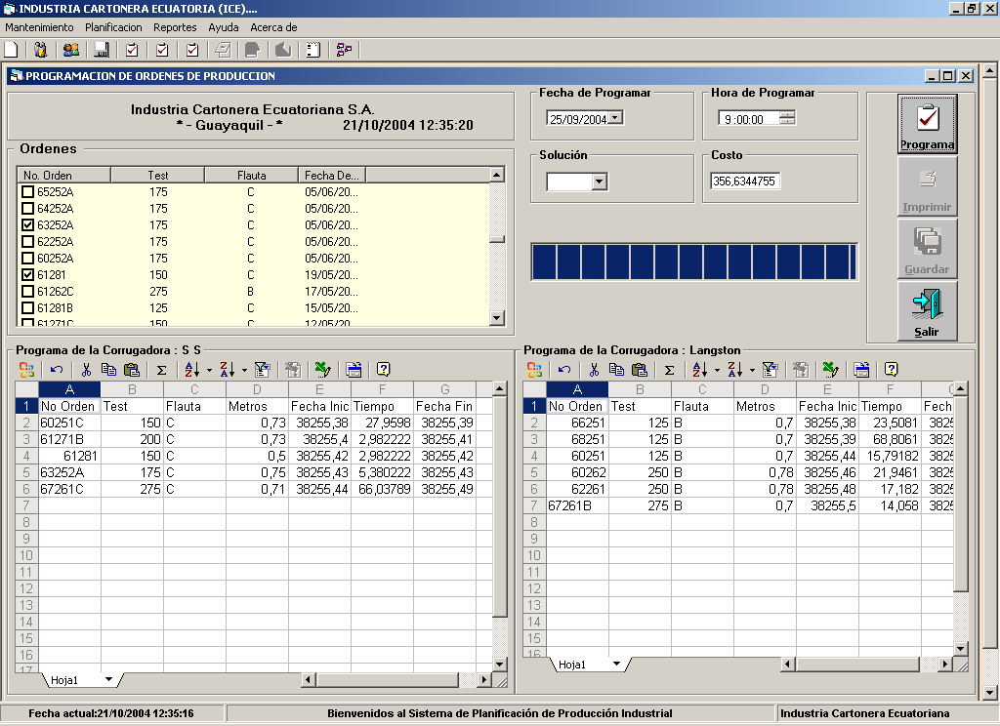 INDUSTRIA CARTONERA ECUATORIA (ICE)....
Mantenimiento Planificacion Reportes Ayuda Acerca de
PROGRAMACION DE ORDENES DE PRODUCCION
Industria Cartonera Ecuatoriana S.A.
* - Guayaquil - * 21/10/2004 12:35:20
Fecha de Programar
25/09/2004
Hora de Programar
9:00:00
Solución
Costo
356,6344755
Programa
Imprimir
Guardar
Salir
Ordenes
No. Orden Test Flauta Fecha De...
65252A 175 C 05/06/20...
64252A 175 C 05/06/20...
63252A 175 C 05/06/20...
62252A 175 C 05/06/20...
60252A 175 C 05/06/20...
61281 150 C 19/05/20...
61262C 275 B 17/05/20...
61281B 125 C 15/05/20...
61271C 150 C 12/05/20...
Programa de la Corrugadora : S S
A B C D E F G
1 No Orden Test Flauta Metros Fecha Inic Tiempo Fecha Fin
2 60251C 150 C 0,73 38255,38 27,9598 38255,39
3 61271B 200 C 0,73 38255,4 2,982222 38255,41
4 61281 150 C 0,5 38255,42 2,982222 38255,42
5 63252A 175 C 0,75 38255,43 5,380222 38255,43
6 67261C 275 C 0,71 38255,44 66,03789 38255,49
7
8
9
10
11
12
13
14
15
16
17
Hoja1
Programa de la Corrugadora : Langston
A B C D E F G
1 No Orden Test Flauta Metros Fecha Inic Tiempo Fech
2 66251 125 B 0,7 38255,38 23,5081 3825
3 68251 125 B 0,7 38255,39 68,8061 3825
4 60251 125 B 0,7 38255,44 15,79182 3825
5 60262 250 B 0,78 38255,46 21,9461 3825
6 62261 250 B 0,78 38255,48 17,182 3825
7 67261B 275 B 0,7 38255,5 14,058 3825
8
9
10
11
12
13
14
15
16
Hoja1
Fecha actual:21/10/2004 12:35:16 Bienvenidos al Sistema de Planificación de Producción Industrial Industria Cartonera Ecuatoriana